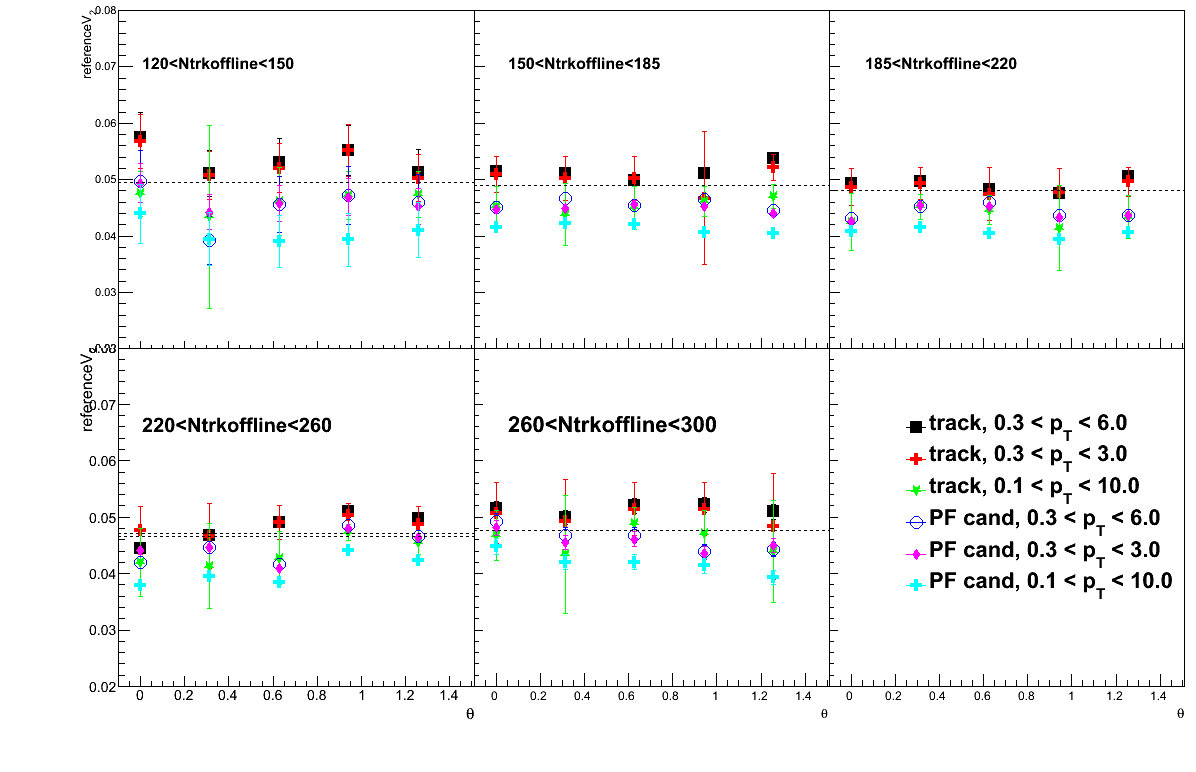 referenceV2
0.08
0.07
0.06
0.05
0.04
0.03
120<Ntrkoffline<150
150<Ntrkoffline<185
185<Ntrkoffline<220
referenceV2
0.07
0.06
0.05
0.04
0.03
0.02
220<Ntrkoffline<260
260<Ntrkoffline<300
track, 0.3 < pT < 6.0
track, 0.3 < pT < 3.0
track, 0.1 < pT < 10.0
PF cand, 0.3 < pT < 6.0
PF cand, 0.3 < pT < 3.0
PF cand, 0.1 < pT < 10.0
0 0.2 0.4 0.6 0.8 1 1.2 1.4
0 0.2 0.4 0.6 0.8 1 1.2 1.4
0 0.2 0.4 0.6 0.8 1 1.2 1.4
θ
θ
θ